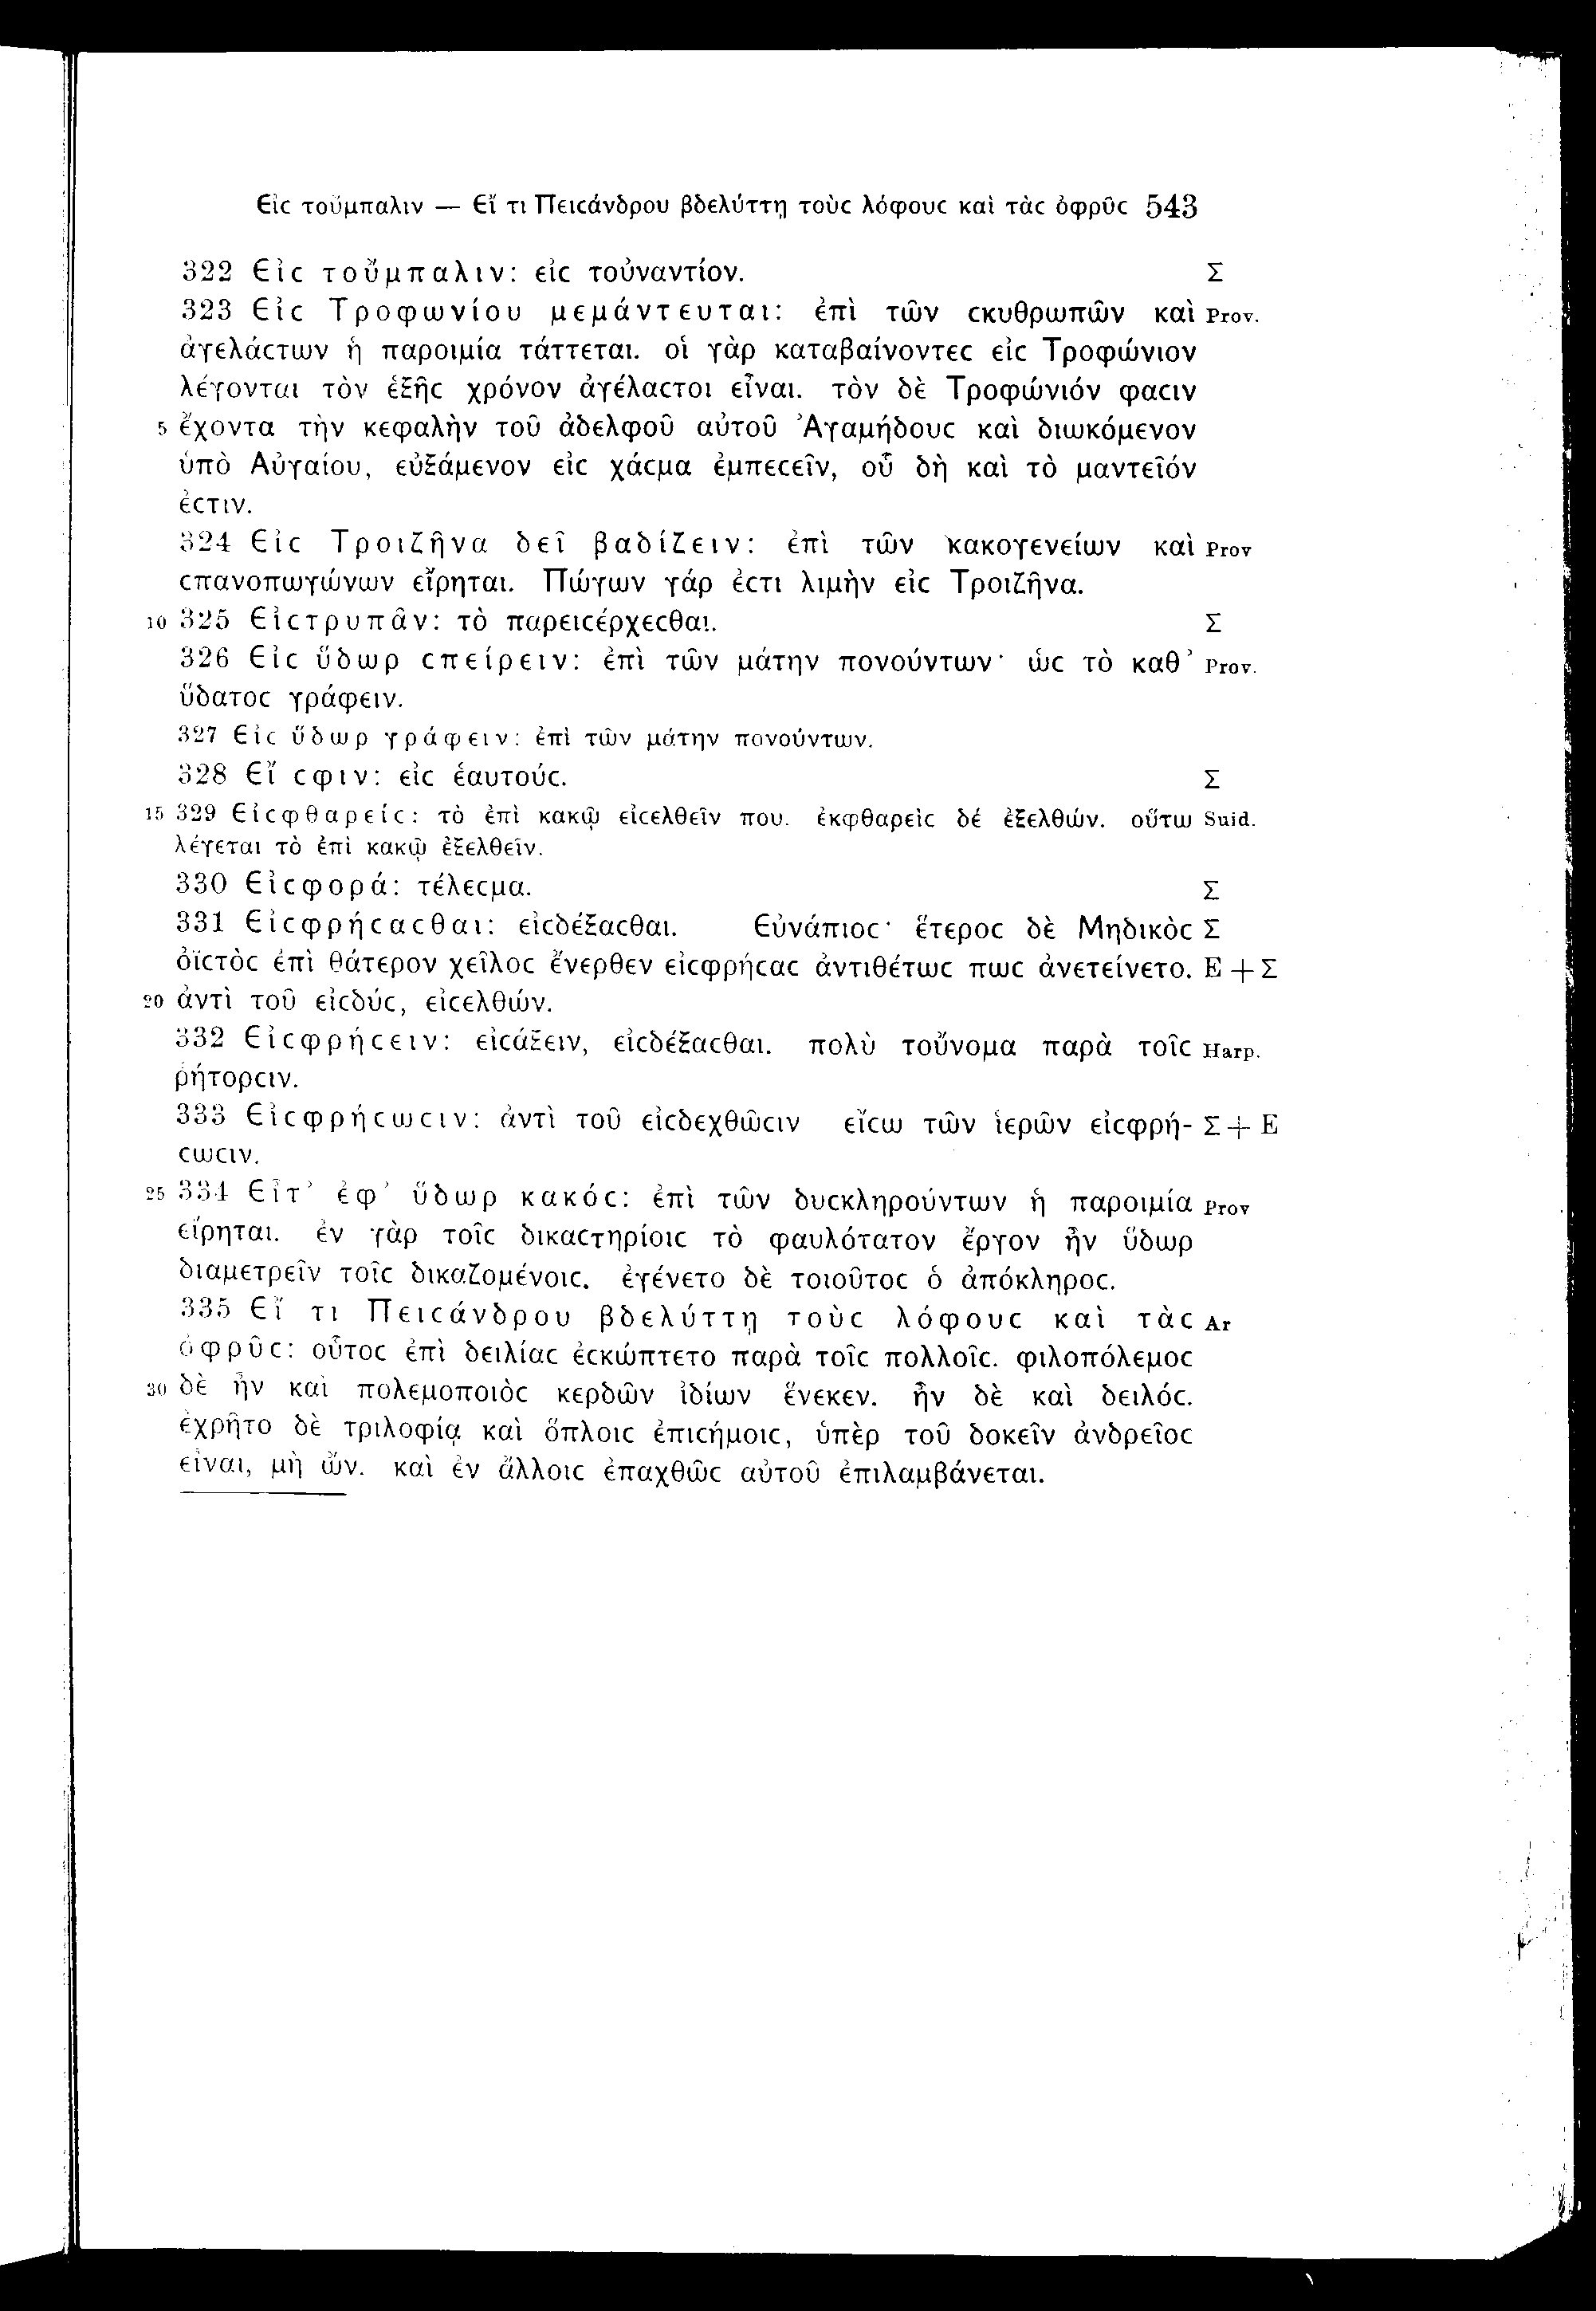 Εἰϲ τοὔμπαλιν — Εἴ τι Πειϲάνδρου βδελύττῃ τοὺϲ λόφουϲ καὶ τὰϲ ὀφρῦϲ 543
322 Εἰϲ τοὔμπαλιν: εἰϲ τοὐναντίον. Σ
323 Εἰϲ Τροφωνίου μεμάντευται: ἐπὶ τῶν ϲκυθρωπῶν καὶ Prov.
ἀγελάϲτων ἡ παροιμία τάττεται. οἱ γὰρ καταβαίνοντεϲ εἰϲ Τροφώνιον
λέγονται τὸν ἑξῆϲ χρόνον ἀγέλαϲτοι εἶναι. τὸν δὲ Τροφώνιόν φαϲιν
5 ἔχοντα τὴν κεφαλὴν τοῦ ἀδελφοῦ αὐτοῦ Ἀγαμήδουϲ καὶ διωκόμενον
ὑπὸ Αὐγαίου, εὐξάμενον εἰϲ χάϲμα ἐμπεϲεῖν, οὗ δὴ καὶ τὸ μαντεῖόν
ἐϲτιν.
324 Εἰϲ Τροιζῆνα δεῖ βαδίζειν: ἐπὶ τῶν κακογενείων καὶ Prov
ϲπανοπωγώνων εἴρηται. Πώγων γάρ ἐϲτι λιμὴν εἰϲ Τροιζῆνα.
10 325 Εἰϲτρυπᾶν: τὸ παρειϲέρχεϲθαι. Σ
326 Εἰϲ ὕδωρ ϲπείρειν: ἐπὶ τῶν μάτην πονούντων· ὡϲ τὸ καθ’ Prov.
ὕδατοϲ γράφειν.
327 Εἰϲ ὕδωρ γράφειν: ἐπὶ τῶν μάτην πονούντων.
328 Εἵ ϲφιν: εἰϲ ἑαυτούϲ. Σ
15 329 Εἰϲφθαρείϲ: τὸ ἐπὶ κακῷ εἰϲελθεῖν που. ἐκφθαρεὶϲ δέ ἐξελθών. οὕτω Suid.
λέγεται τὸ ἐπὶ κακῷ ἐξελθεῖν.
330 Εἰϲφορά: τέλεϲμα. Σ
331 Εἰϲφρήϲαϲθαι: εἰϲδέξαϲθαι. Εὐνάπιοϲ· ἕτεροϲ δὲ Μηδικὸϲ Σ
ὀϊϲτὸϲ ἐπὶ θάτερον χεῖλοϲ ἔνερθεν εἰϲφρήϲαϲ ἀντιθέτωϲ πωϲ ἀνετείνετο. E + Σ
20 ἀντὶ τοῦ εἰϲδύϲ, εἰϲελθών.
332 Εἰϲφρήϲειν: εἰϲάξειν, εἰϲδέξαϲθαι. πολὺ τοὔνομα παρὰ τοῖϲ Harp.
ῥήτορϲιν.
333 Εἰϲφρήϲωϲιν: ἀντὶ τοῦ εἰϲδεχθῶϲιν εἴϲω τῶν ἱερῶν εἰϲφρή- Σ + E
ϲωϲιν.
25 334 Εἶτ’ ἐφ’ ὕδωρ κακόϲ: ἐπὶ τῶν δυϲκληρούντων ἡ παροιμία Prov
εἴρηται. ἐν γὰρ τοῖϲ δικαϲτηρίοιϲ τὸ φαυλότατον ἔργον ἦν ὕδωρ
διαμετρεῖν τοῖϲ δικαζομένοιϲ. ἐγένετο δὲ τοιοῦτοϲ ὁ ἀπόκληροϲ.
335 Εἴ τι Πειϲάνδρου βδελύττῃ τοὺϲ λόφουϲ καὶ τὰϲ Ar
ὀφρῦϲ: οὗτοϲ ἐπὶ δειλίαϲ ἐϲκώπτετο παρὰ τοῖϲ πολλοῖϲ. φιλοπόλεμοϲ
30 δὲ ἦν καὶ πολεμοποιὸϲ κερδῶν ἰδίων ἕνεκεν. ἦν δὲ καὶ δειλόϲ.
ἐχρῆτο δὲ τριλοφίᾳ καὶ ὅπλοιϲ ἐπιϲήμοιϲ, ὑπὲρ τοῦ δοκεῖν ἀνδρεῖοϲ
εἶναι, μὴ ὤν. καὶ ἐν ἄλλοιϲ ἐπαχθῶϲ αὐτοῦ ἐπιλαμβάνεται.